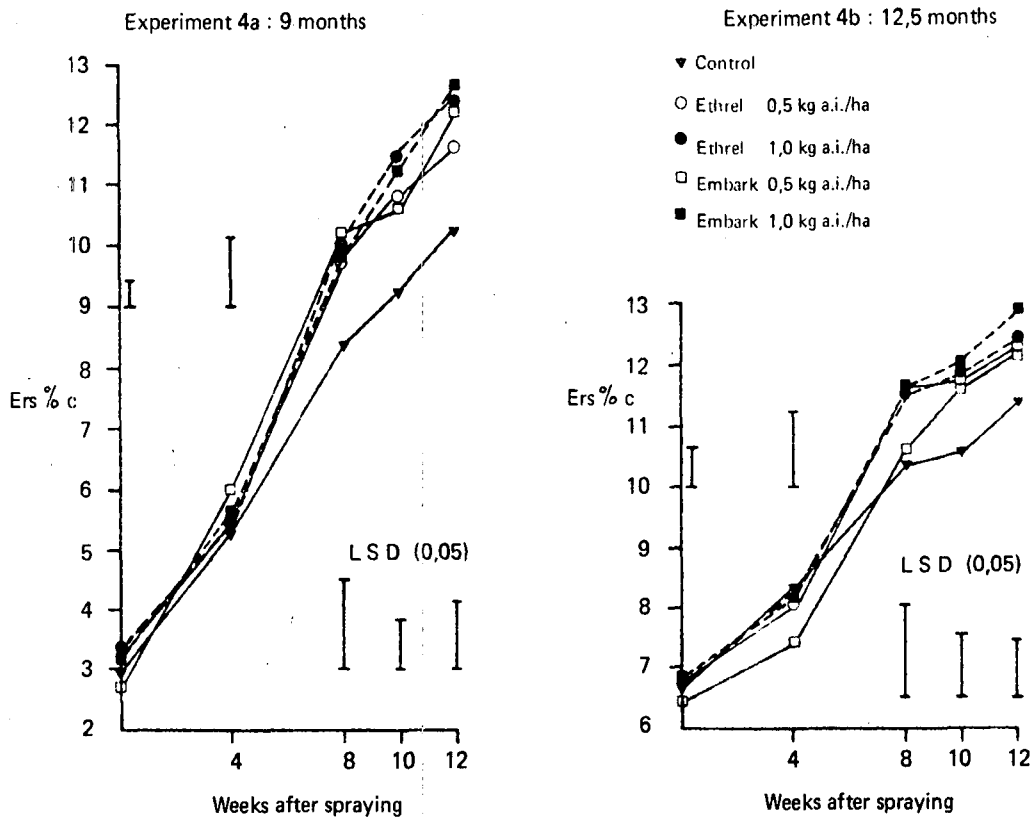 Experiment 4a : 9 months
13
12
11
10
9
8
Ers % c
7
6
5
4
3
2
LSD (0,05)
4
8
10
12
Weeks after spraying
Experiment 4b : 12,5 months
Control
Ethrel 0,5 kg a.i./ha
Ethrel 1,0 kg a.i./ha
Embark 0,5 kg a.i./ha
Embark 1,0 kg a.i./ha
13
12
Ers % c
11
10
9
8
7
6
LSD (0,05)
4
8
10
12
Weeks after spraying